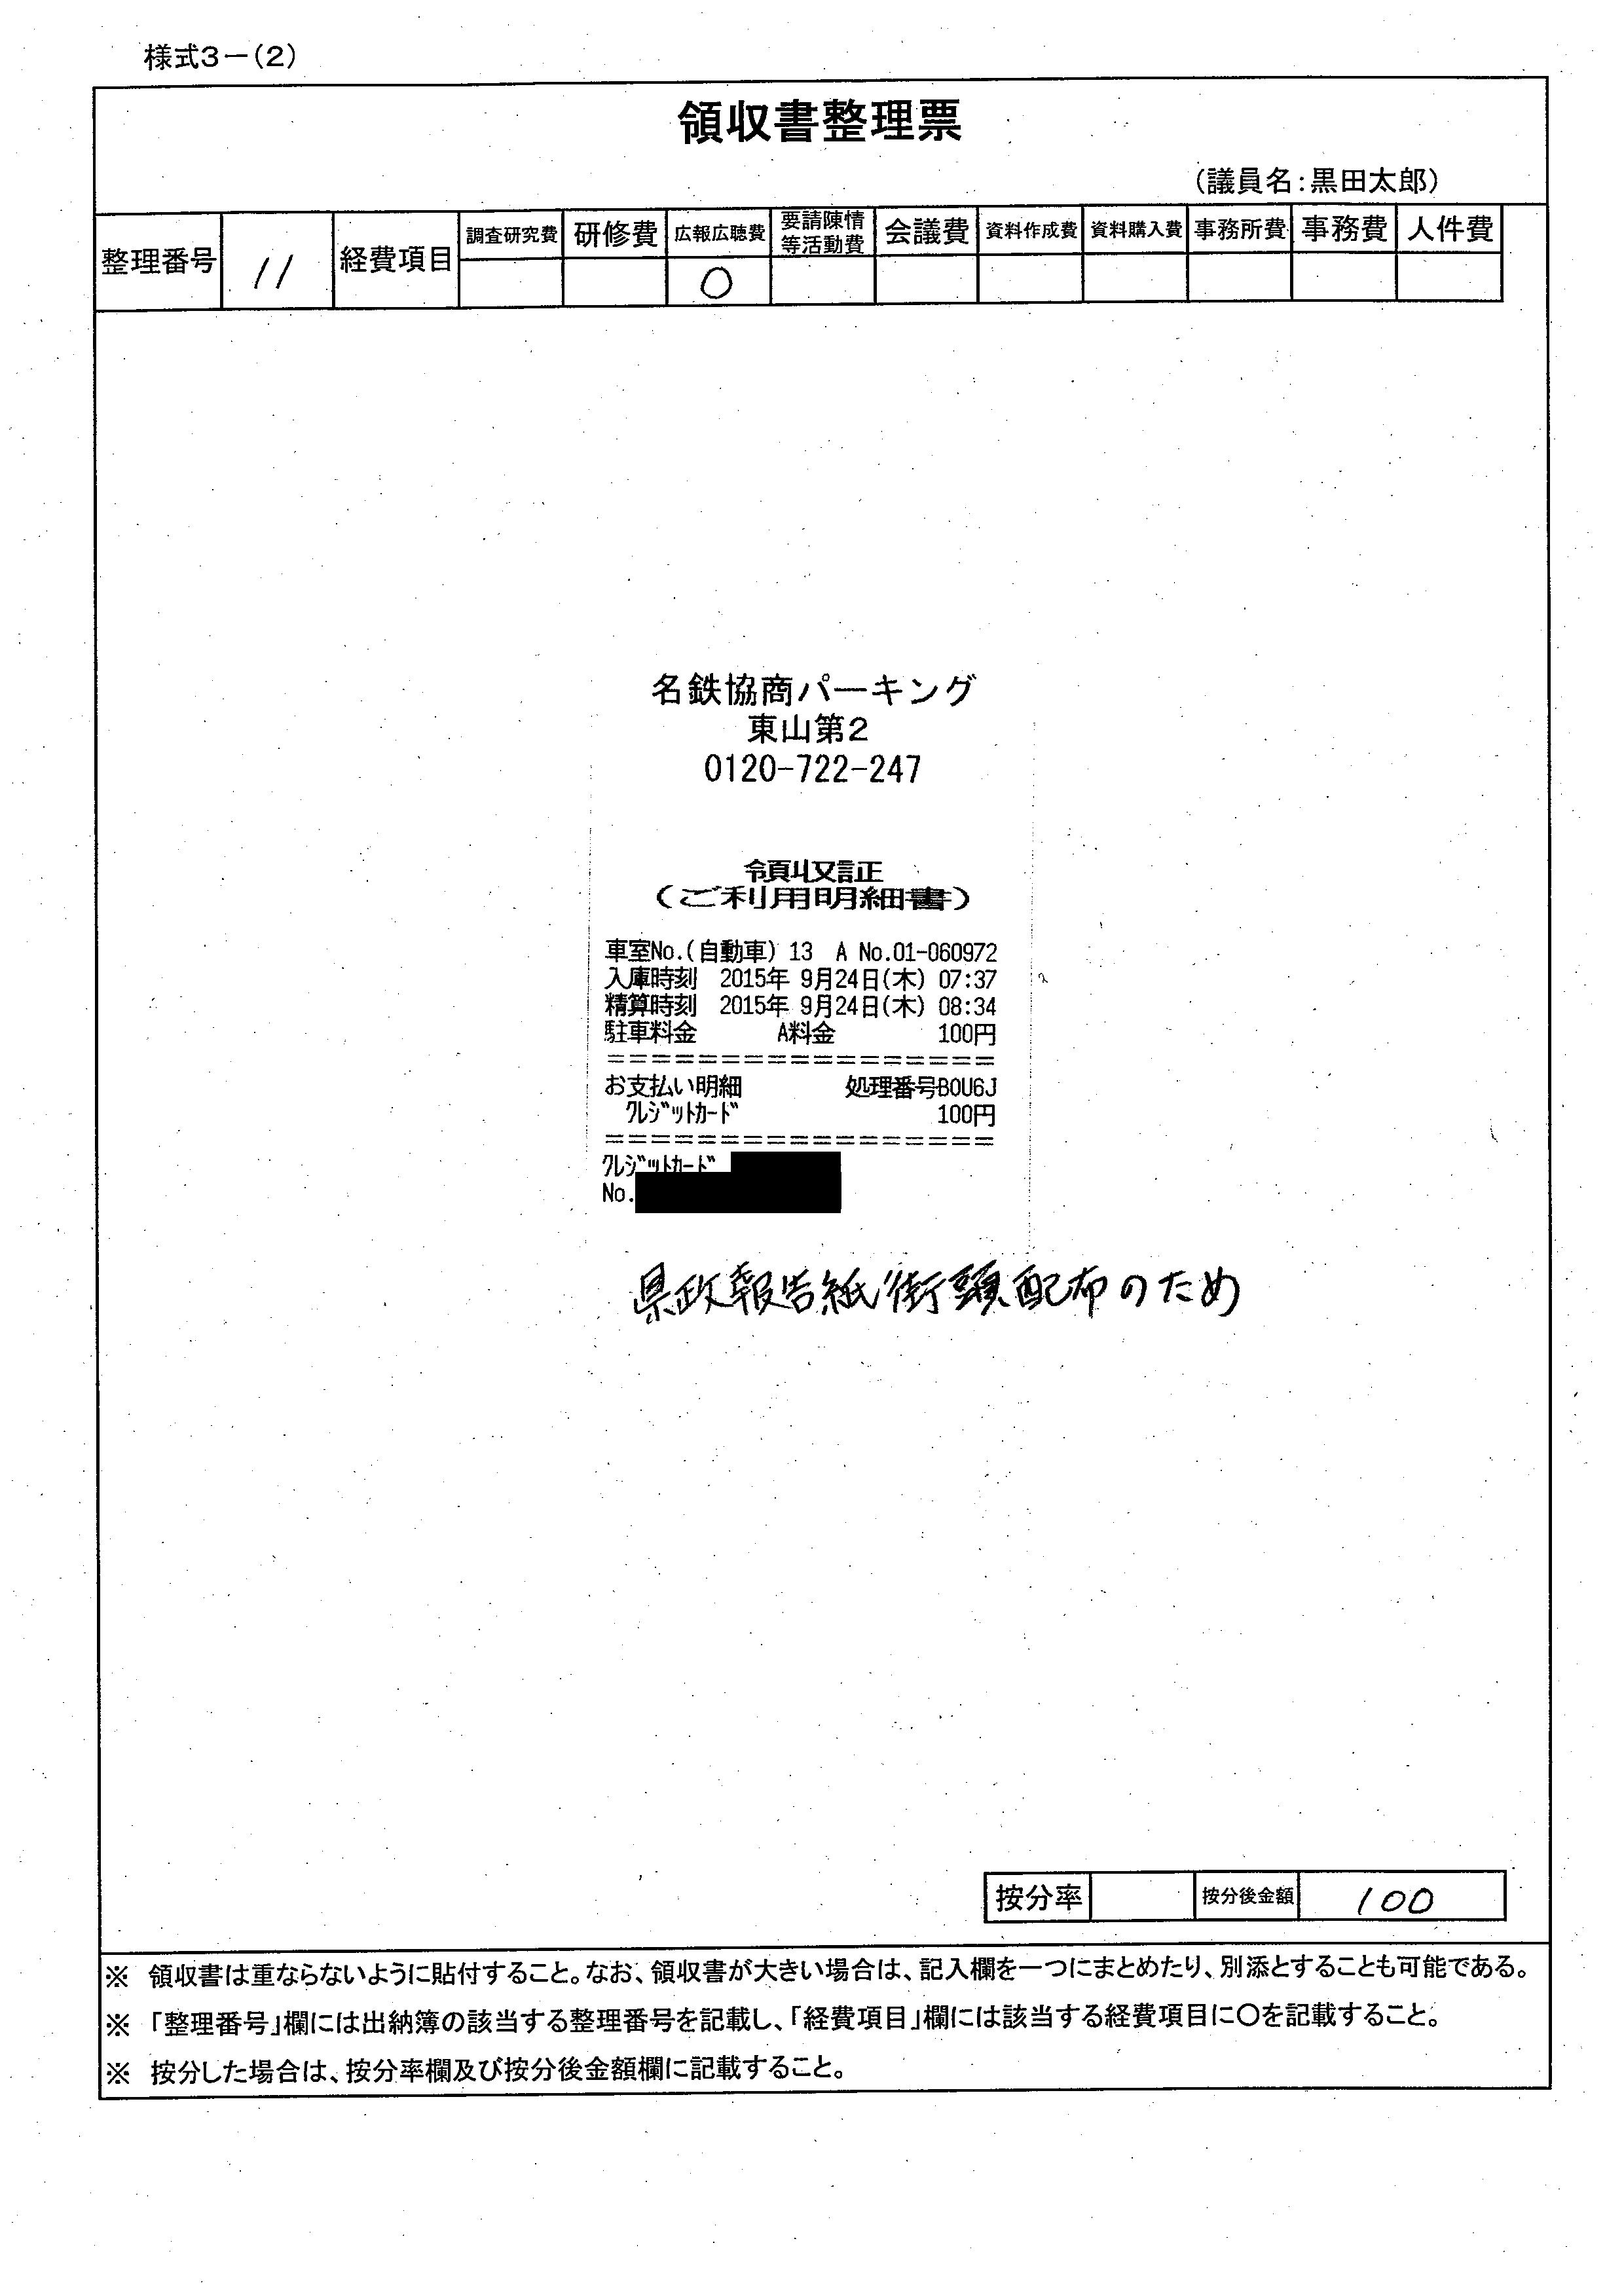 様式3－(2)
領収書整理票
(議員名:黒田太郎)
整理番号 11 経費項目 調査研究費 研修費 広報広聴費 要請陳情等活動費 会議費 資料作成費 資料購入費 事務所費 事務費 人件費
○
名鉄協商パーキング
東山第2
0120-722-247
領収証
(ご利用明細書)
車室No.(自動車) 13 A No.01-060972
入庫時刻 2015年 9月24日(木) 07:37
精算時刻 2015年 9月24日(木) 08:34
駐車料金 A料金 100円
==================
お支払い明細 処理番号B0U6J
ｸﾚｼﾞｯﾄｶｰﾄﾞ 100円
==================
ｸﾚｼﾞｯﾄｶｰﾄﾞ
No.
県政報告紙街頭配布のため
按分率 按分後金額 100
※ 領収書は重ならないように貼付すること。なお、領収書が大きい場合は、記入欄を一つにまとめたり、別添とすることも可能である。
※ 「整理番号」欄には出納簿の該当する整理番号を記載し、「経費項目」欄には該当する経費項目に〇を記載すること。
※ 按分した場合は、按分率欄及び按分後金額欄に記載すること。